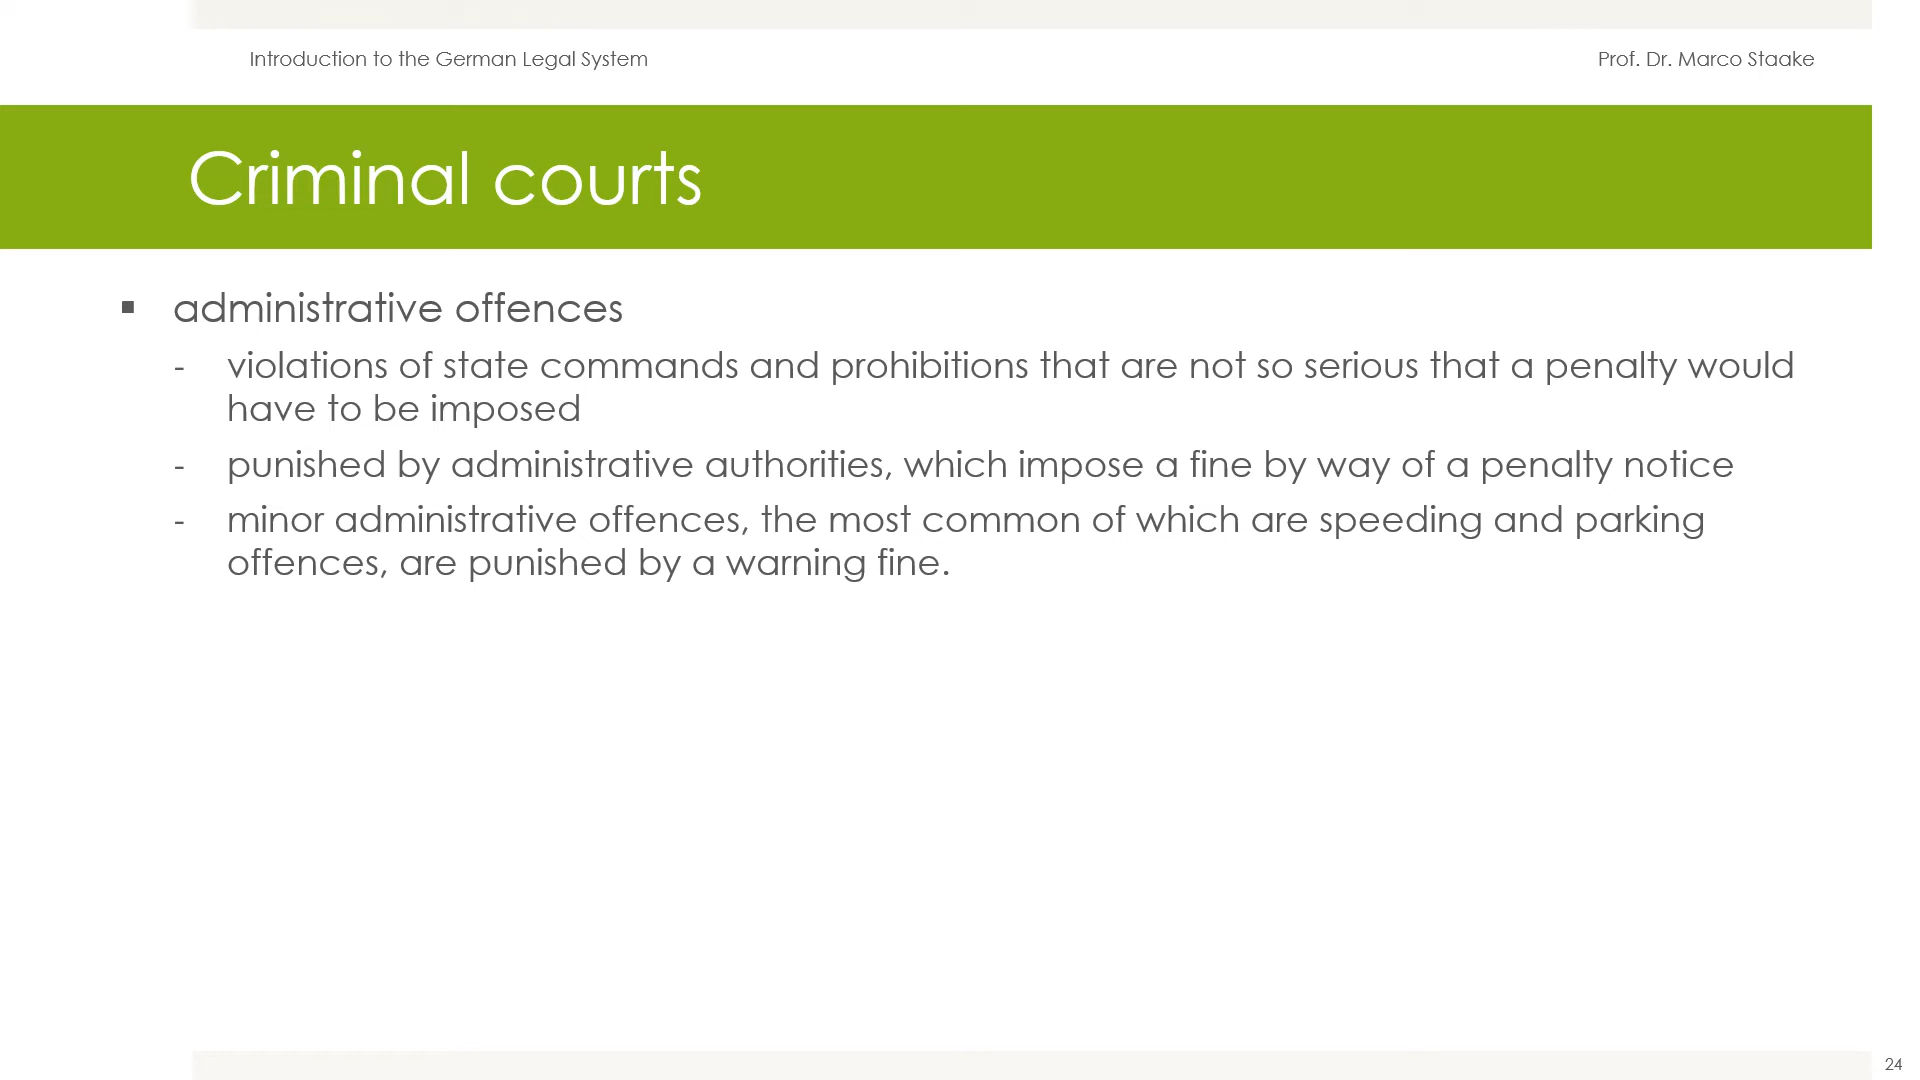 Introduction to the German Legal System
Prof. Dr. Marco Staake
Criminal courts
▪ administrative offences
- violations of state commands and prohibitions that are not so serious that a penalty would
have to be imposed
- punished by administrative authorities, which impose a fine by way of a penalty notice
- minor administrative offences, the most common of which are speeding and parking
offences, are punished by a warning fine.
24